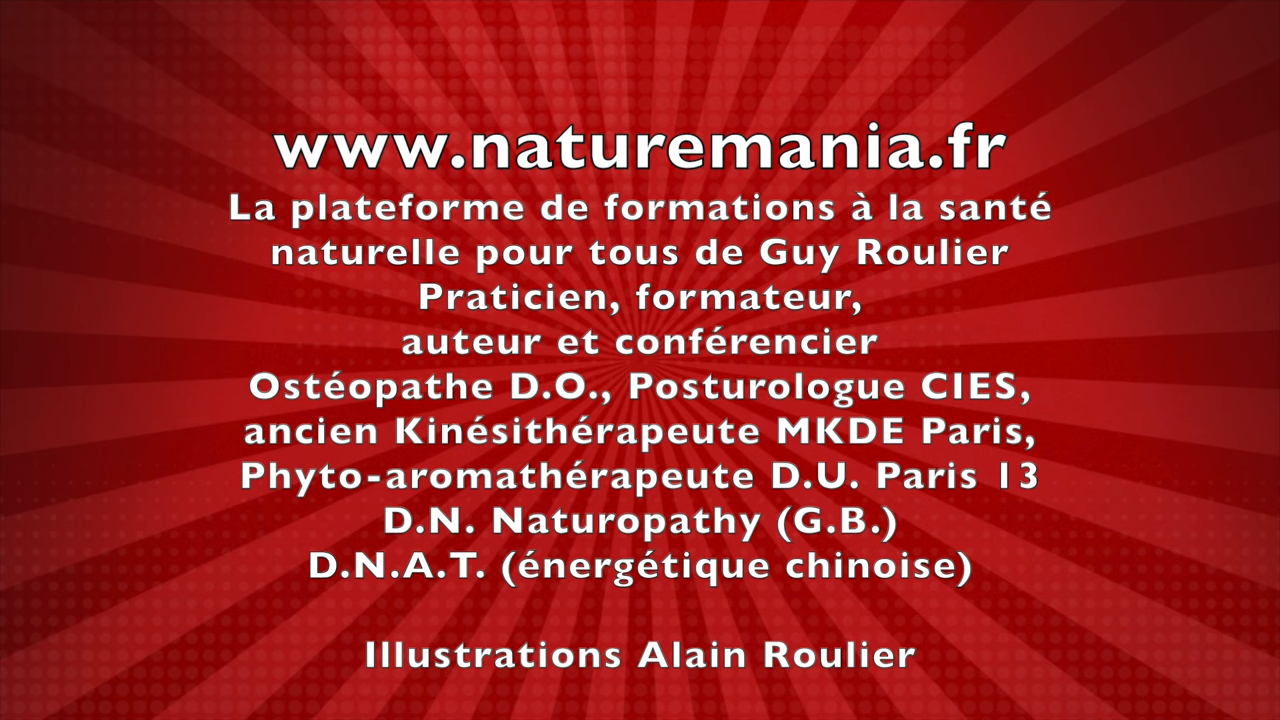 www.naturemania.fr
La plateforme de formations à la santé
naturelle pour tous de Guy Roulier
Praticien, formateur,
auteur et conférencier
Ostéopathe D.O., Posturologue CIES,
ancien Kinésithérapeute MKDE Paris,
Phyto-aromathérapeute D.U. Paris 13
D.N. Naturopathy (G.B.)
D.N.A.T. (énergétique chinoise)
Illustrations Alain Roulier